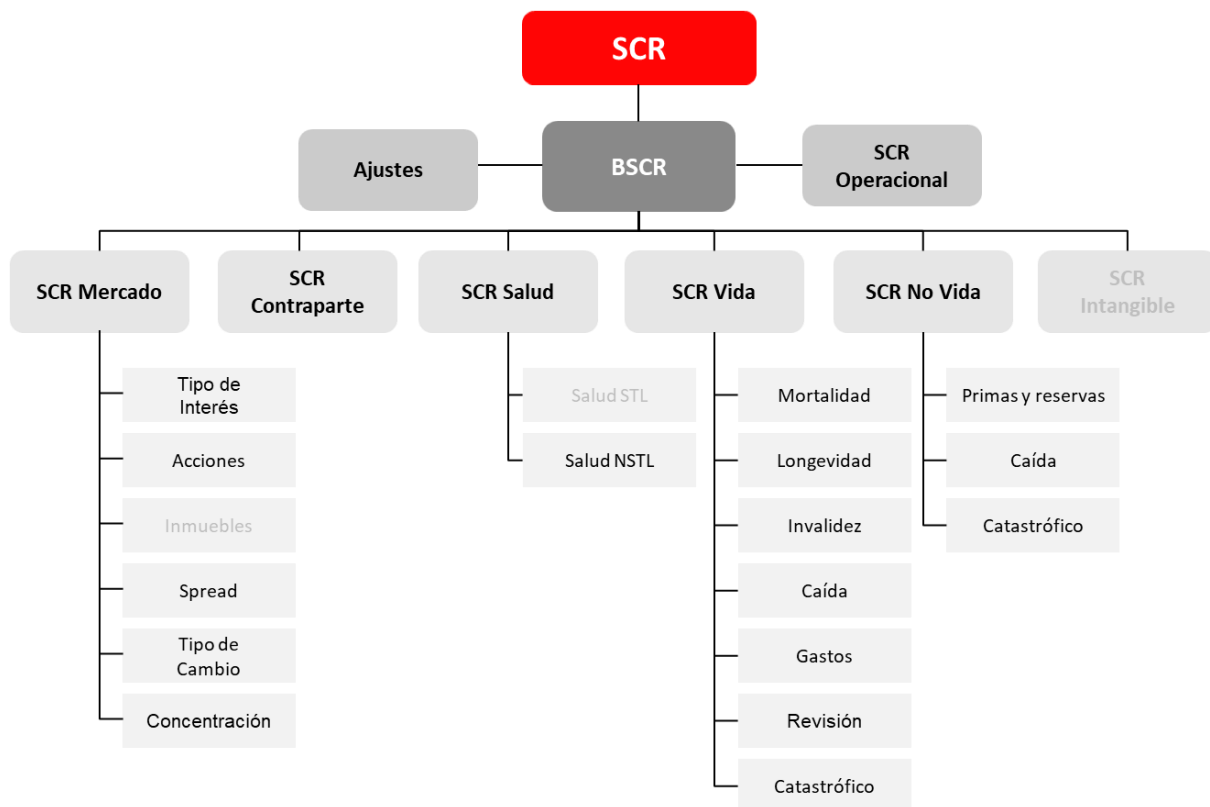 SCR
Ajustes
BSCR
SCR
Operacional
SCR Mercado
SCR
Contraparte
SCR Salud
SCR Vida
SCR No Vida
SCR
Intangible
Tipo de
Interés
Acciones
Inmuebles
Spread
Tipo de
Cambio
Concentración
Salud STL
Salud NSTL
Mortalidad
Longevidad
Invalidez
Caída
Gastos
Revisión
Catastrófico
Primas y reservas
Caída
Catastrófico